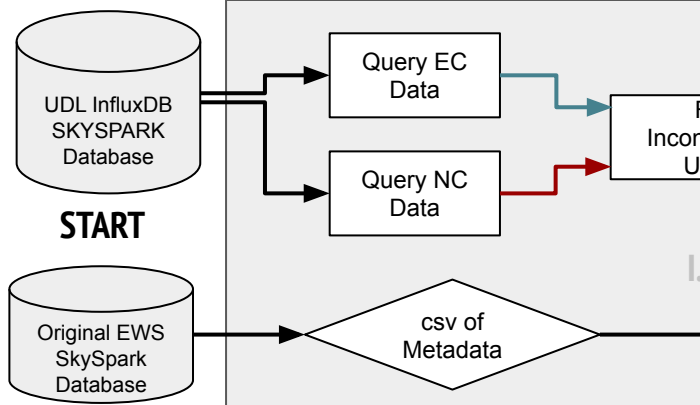 UDL InfluxDB
SKYSPARK
Database
Query EC
Data
Query NC
Data
START
Original EWS
SkySpark
Database
csv of
Metadata
I.